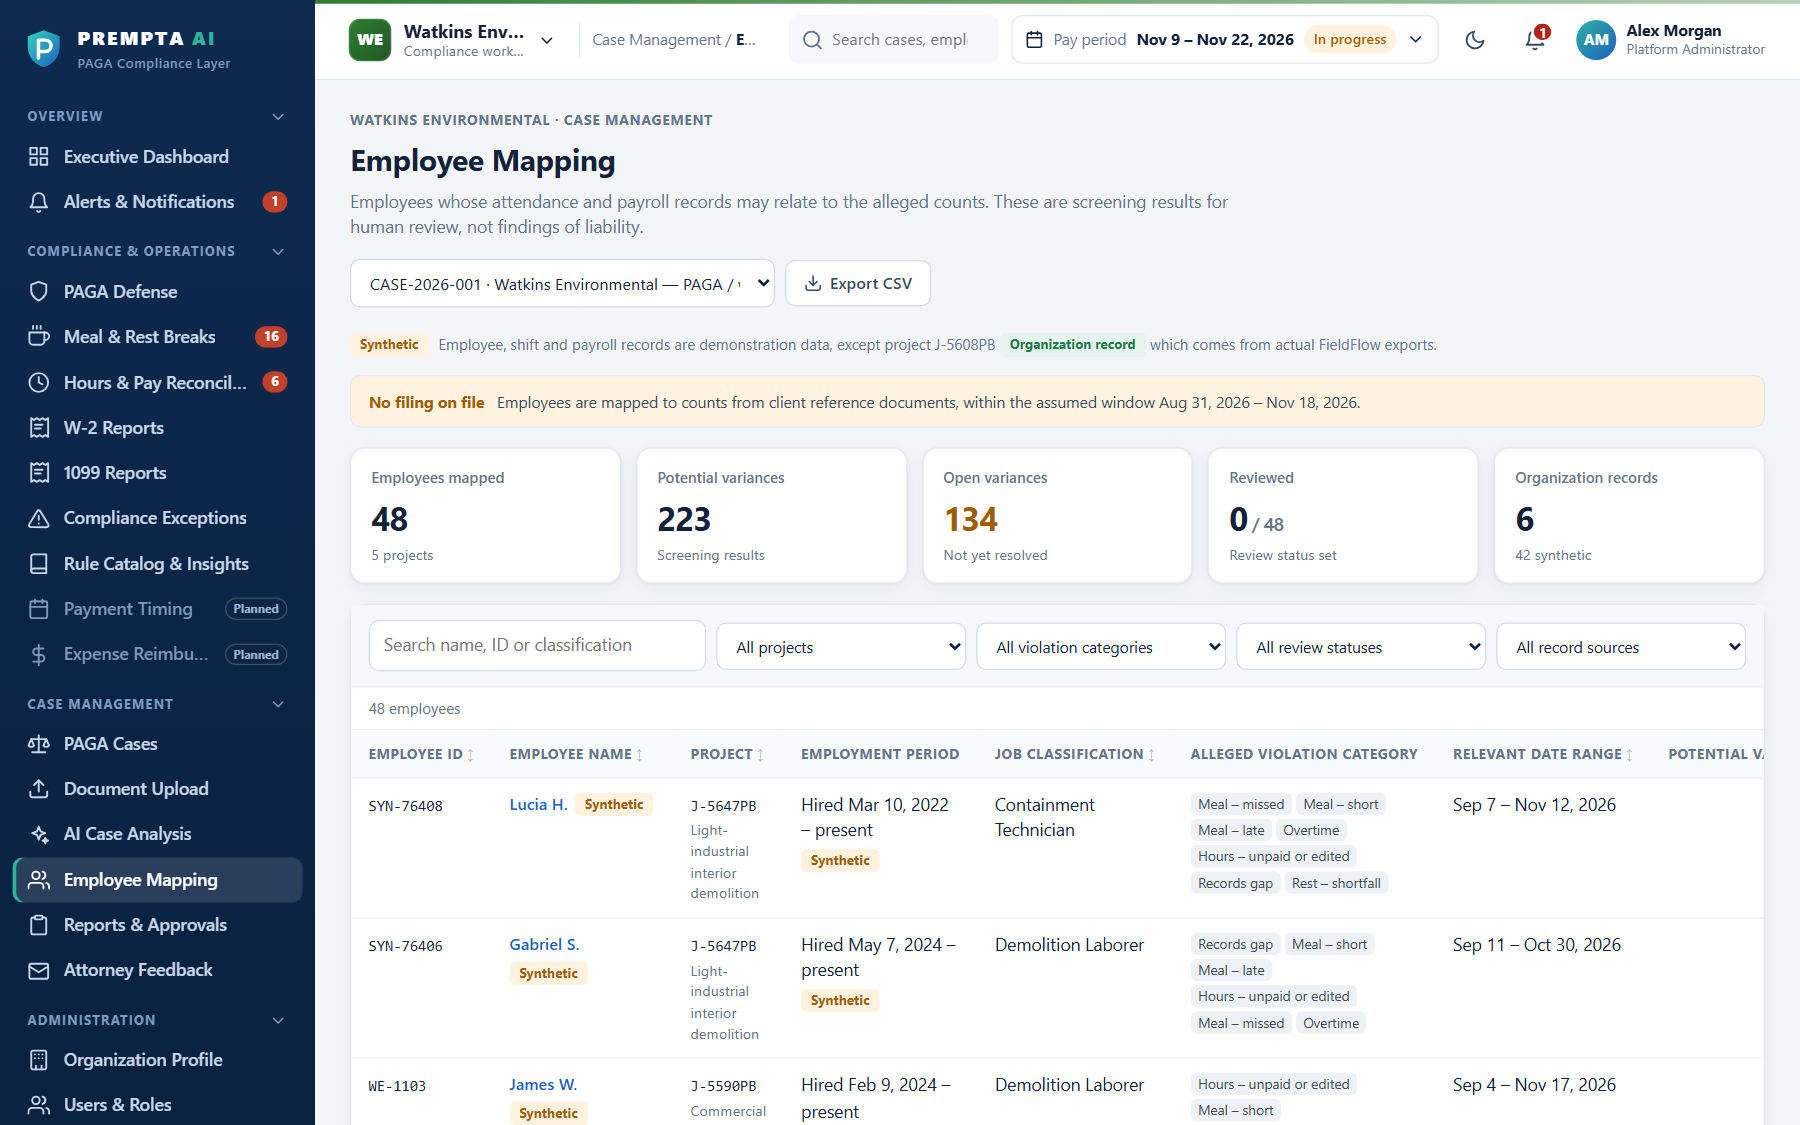 PREMPTA AI
PAGA Compliance Layer
OVERVIEW
Executive Dashboard
Alerts & Notifications 1
COMPLIANCE & OPERATIONS
PAGA Defense
Meal & Rest Breaks 16
Hours & Pay Reconcil... 6
W-2 Reports
1099 Reports
Compliance Exceptions
Rule Catalog & Insights
Payment Timing Planned
Expense Reimbu... Planned
CASE MANAGEMENT
PAGA Cases
Document Upload
AI Case Analysis
Employee Mapping
Reports & Approvals
Attorney Feedback
ADMINISTRATION
Organization Profile
Users & Roles
WE
Watkins Env...
Compliance work...
Case Management / E...
Search cases, empl
Pay period Nov 9 – Nov 22, 2026 In progress
1
AM
Alex Morgan
Platform Administrator
WATKINS ENVIRONMENTAL · CASE MANAGEMENT
Employee Mapping
Employees whose attendance and payroll records may relate to the alleged counts. These are screening results for
human review, not findings of liability.
CASE-2026-001 · Watkins Environmental — PAGA /
Export CSV
Synthetic Employee, shift and payroll records are demonstration data, except project J-5608PB Organization record which comes from actual FieldFlow exports.
No filing on file Employees are mapped to counts from client reference documents, within the assumed window Aug 31, 2026 – Nov 18, 2026.
Employees mapped
48
5 projects
Potential variances
223
Screening results
Open variances
134
Not yet resolved
Reviewed
0 / 48
Review status set
Organization records
6
42 synthetic
Search name, ID or classification
All projects
All violation categories
All review statuses
All record sources
48 employees
EMPLOYEE ID EMPLOYEE NAME PROJECT EMPLOYMENT PERIOD JOB CLASSIFICATION ALLEGED VIOLATION CATEGORY RELEVANT DATE RANGE POTENTIAL
SYN-76408
Lucia H. Synthetic
J-5647PB
Light-
industrial
interior
demolition
Hired Mar 10, 2022
– present
Synthetic
Containment
Technician
Meal – missed Meal – short
Meal – late Overtime
Hours – unpaid or edited
Records gap Rest – shortfall
Sep 7 – Nov 12, 2026
SYN-76406
Gabriel S.
Synthetic
J-5647PB
Light-
industrial
interior
demolition
Hired May 7, 2024 –
present
Synthetic
Demolition Laborer
Records gap Meal – short
Meal – late
Hours – unpaid or edited
Meal – missed Overtime
Sep 11 – Oct 30, 2026
WE-1103
James W.
Synthetic
J-5590PB
Commercial
Hired Feb 9, 2024 –
present
Demolition Laborer
Hours – unpaid or edited
Meal – short
Sep 4 – Nov 17, 2026